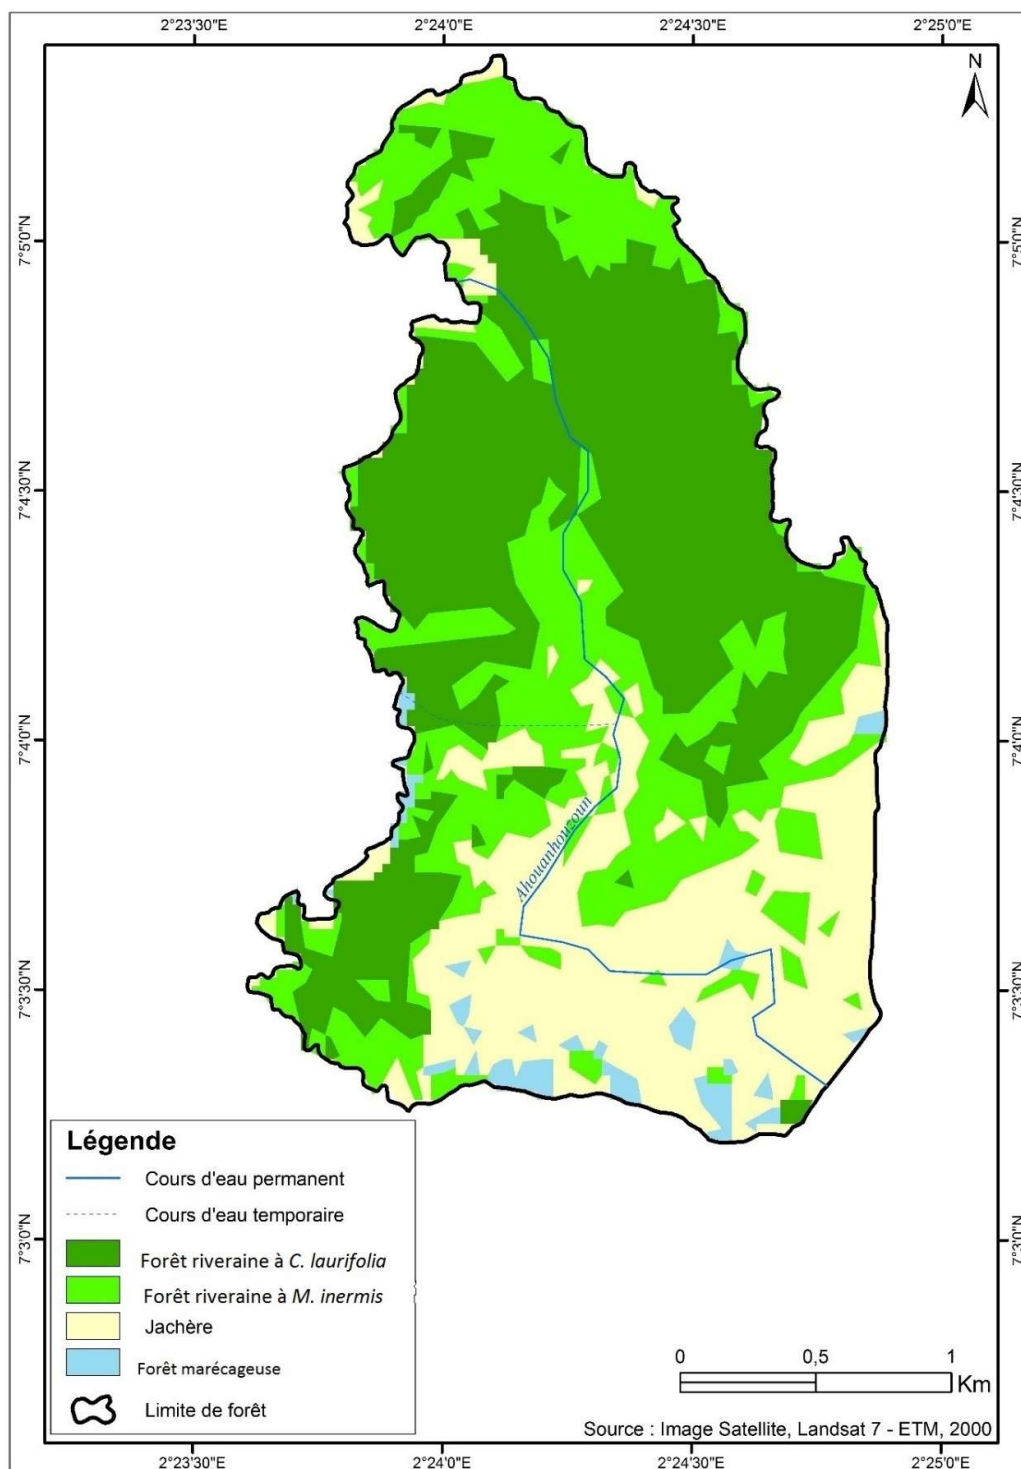 2°23'30"E 2°24'0"E 2°24'30"E 2°25'0"E
N
7°5'0"N 7°5'0"N
7°4'30"N 7°4'30"N
7°4'0"N 7°4'0"N
Ahouanhouzoun
7°3'30"N 7°3'30"N
7°3'0"N 7°3'0"N
Légende
Cours d'eau permanent
Cours d'eau temporaire
Forêt riveraine à C. laurifolia
Forêt riveraine à M. inermis
Jachère
Forêt marécageuse
Limite de forêt
0 0,5 1
Km
Source : Image Satellite, Landsat 7 - ETM, 2000
2°23'30"E 2°24'0"E 2°24'30"E 2°25'0"E